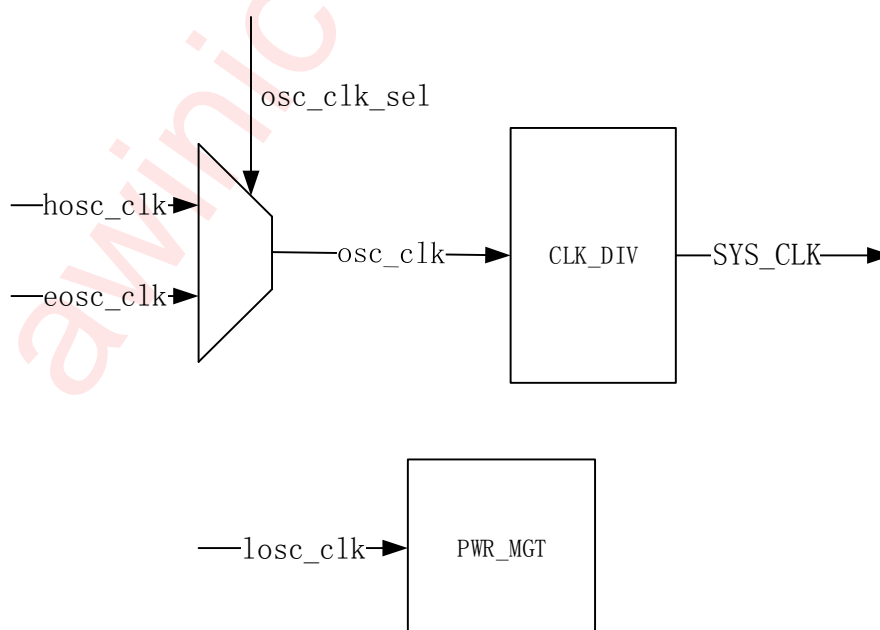 osc_clk_sel
hosc_clk
osc_clk
CLK_DIV
SYS_CLK
eosc_clk
losc_clk
PWR_MGT
awinic